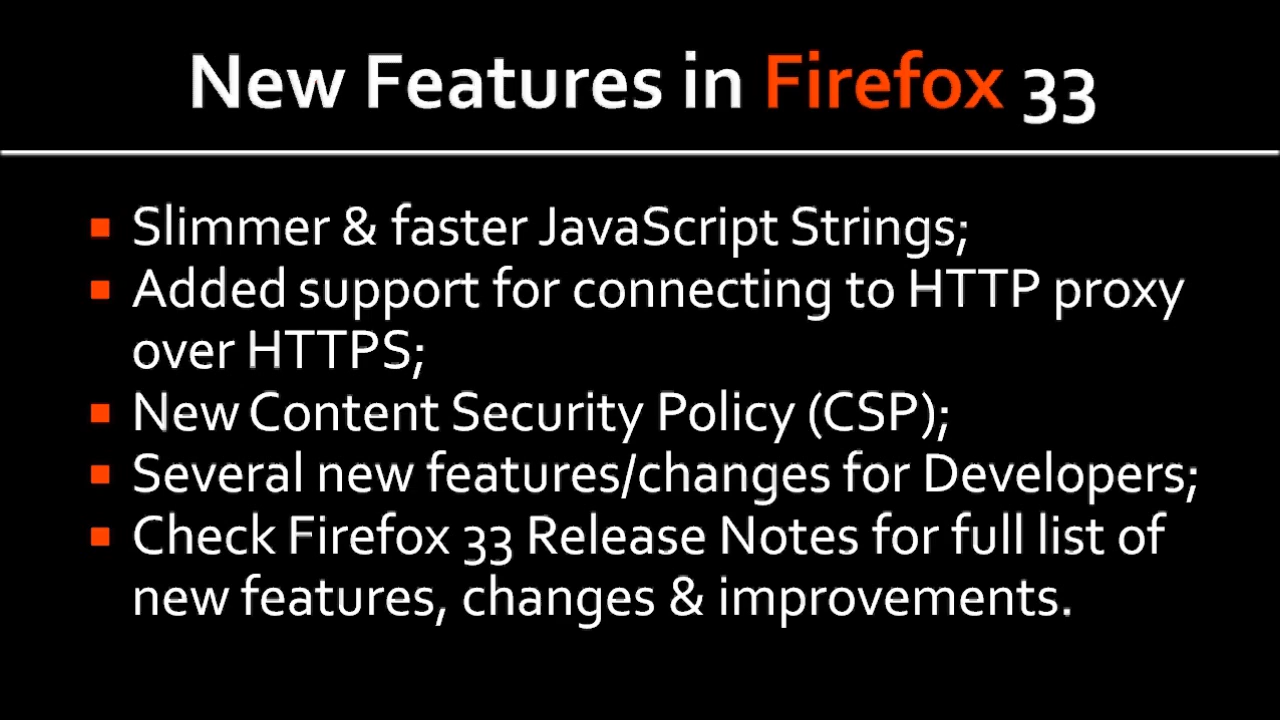 New Features in Firefox 33
Slimmer & faster JavaScript Strings;
Added support for connecting to HTTP proxy
over HTTPS;
New Content Security Policy (CSP);
Several new features/changes for Developers;
Check Firefox 33 Release Notes for full list of
new features, changes & improvements.